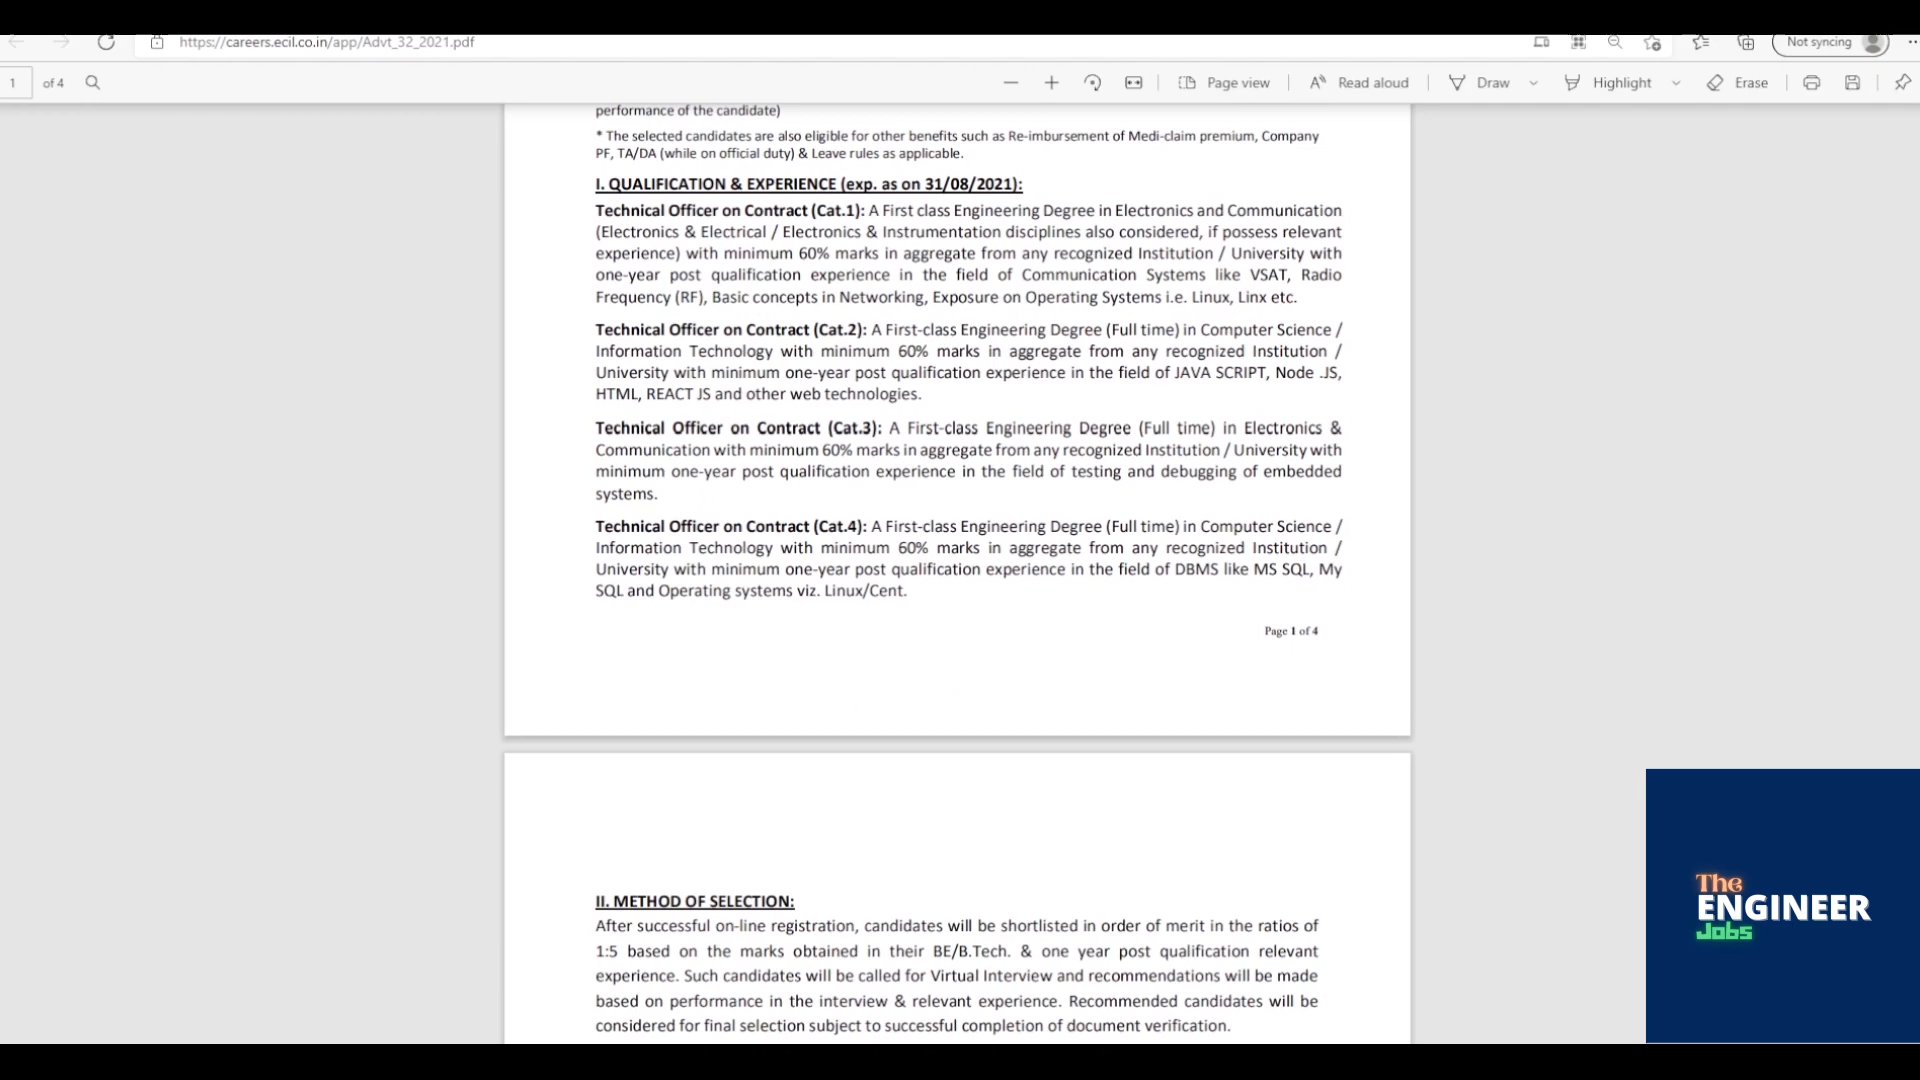 https://careers.ecil.co.in/app/Advt_32_2021.pdf
Not syncing
1 of 4
Page view
Read aloud
Draw
Highlight
Erase
performance of the candidate)
* The selected candidates are also eligible for other benefits such as Re-imbursement of Medi-claim premium, Company
PF, TA/DA (while on official duty) & Leave rules as applicable.
I. QUALIFICATION & EXPERIENCE (exp. as on 31/08/2021):
Technical Officer on Contract (Cat.1): A First class Engineering Degree in Electronics and Communication
(Electronics & Electrical / Electronics & Instrumentation disciplines also considered, if possess relevant
experience) with minimum 60% marks in aggregate from any recognized Institution / University with
one-year post qualification experience in the field of Communication Systems like VSAT, Radio
Frequency (RF), Basic concepts in Networking, Exposure on Operating Systems i.e. Linux, Linx etc.
Technical Officer on Contract (Cat.2): A First-class Engineering Degree (Full time) in Computer Science /
Information Technology with minimum 60% marks in aggregate from any recognized Institution /
University with minimum one-year post qualification experience in the field of JAVA SCRIPT, Node .JS,
HTML, REACT JS and other web technologies.
Technical Officer on Contract (Cat.3): A First-class Engineering Degree (Full time) in Electronics &
Communication with minimum 60% marks in aggregate from any recognized Institution / University with
minimum one-year post qualification experience in the field of testing and debugging of embedded
systems.
Technical Officer on Contract (Cat.4): A First-class Engineering Degree (Full time) in Computer Science /
Information Technology with minimum 60% marks in aggregate from any recognized Institution /
University with minimum one-year post qualification experience in the field of DBMS like MS SQL, My
SQL and Operating systems viz. Linux/Cent.
Page 1 of 4
II. METHOD OF SELECTION:
After successful on-line registration, candidates will be shortlisted in order of merit in the ratios of
1:5 based on the marks obtained in their BE/B.Tech. & one year post qualification relevant
experience. Such candidates will be called for Virtual Interview and recommendations will be made
based on performance in the interview & relevant experience. Recommended candidates will be
considered for final selection subject to successful completion of document verification.
The
ENGINEER
Jobs